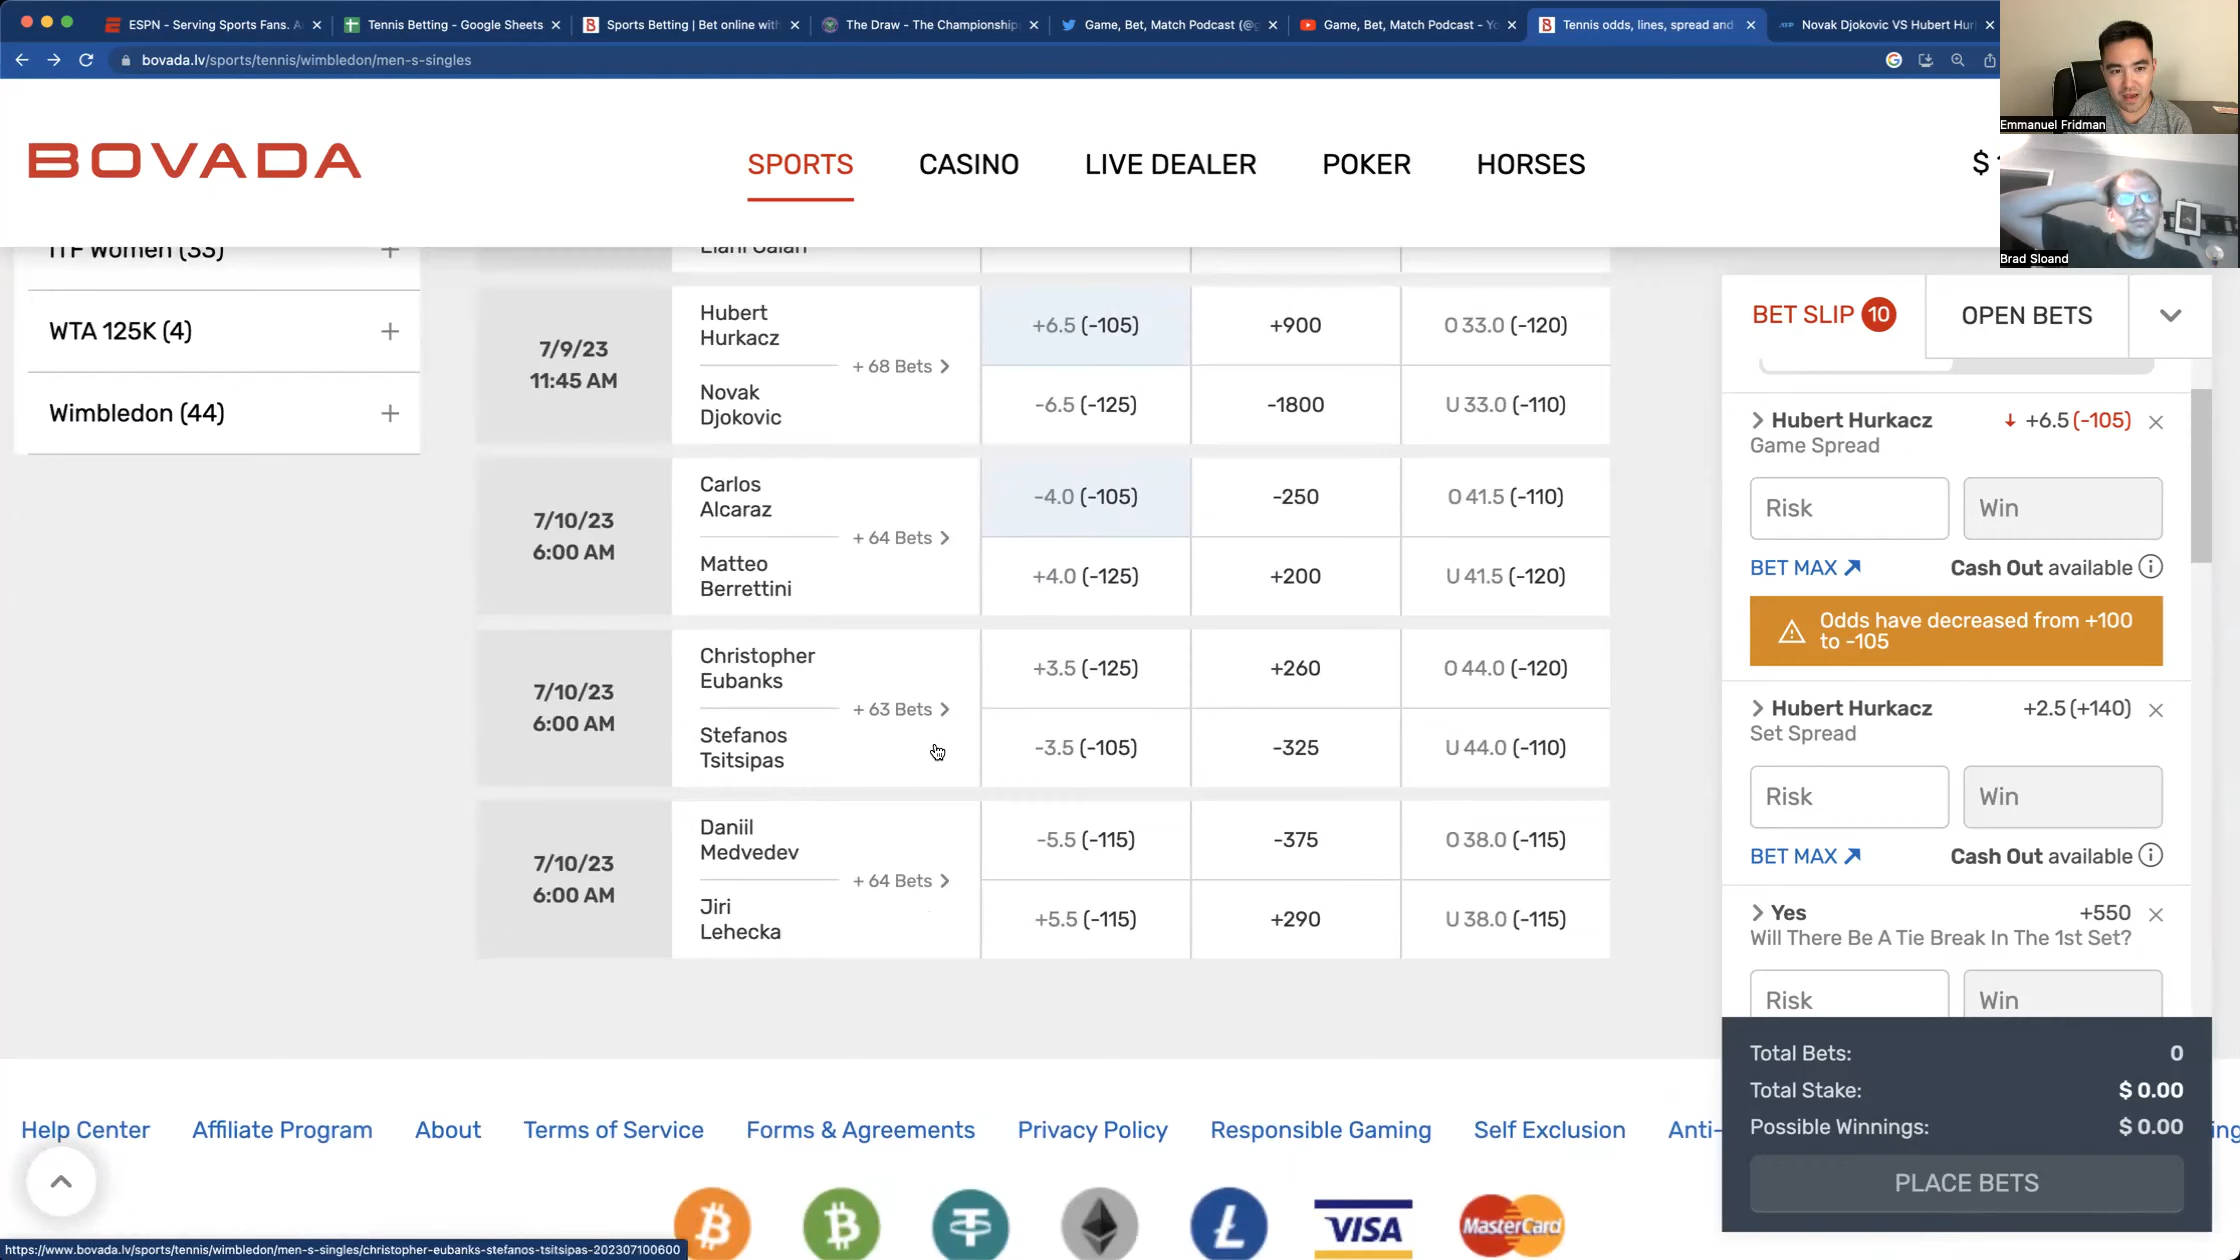 ESPN - Serving Sports Fans. A
Tennis Betting - Google Sheets
Sports Betting | Bet online with
The Draw - The Championship
Game, Bet, Match Podcast (@g
Game, Bet, Match Podcast - Yo
Tennis odds, lines, spread and
Novak Djokovic VS Hubert Hur
bovada.lv/sports/tennis/wimbledon/men-s-singles
Emmanuel Fridman
Brad Sloand
BOVADA
SPORTS
CASINO
LIVE DEALER
POKER
HORSES
$
ITF Women (33)
WTA 125K (4)
Wimbledon (44)
Elahi Galan
7/9/23
11:45 AM
Hubert
Hurkacz
+ 68 Bets
Novak
Djokovic
+6.5 (-105)
+900
O 33.0 (-120)
-6.5 (-125)
-1800
U 33.0 (-110)
7/10/23
6:00 AM
Carlos
Alcaraz
+ 64 Bets
Matteo
Berrettini
-4.0 (-105)
-250
O 41.5 (-110)
+4.0 (-125)
+200
U 41.5 (-120)
7/10/23
6:00 AM
Christopher
Eubanks
+ 63 Bets
Stefanos
Tsitsipas
+3.5 (-125)
+260
O 44.0 (-120)
-3.5 (-105)
-325
U 44.0 (-110)
7/10/23
6:00 AM
Daniil
Medvedev
+ 64 Bets
Jiri
Lehecka
-5.5 (-115)
-375
O 38.0 (-115)
+5.5 (-115)
+290
U 38.0 (-115)
BET SLIP 10
OPEN BETS
Hubert Hurkacz +6.5 (-105)
Game Spread
Risk
Win
BET MAX
Cash Out available
Odds have decreased from +100
to -105
Hubert Hurkacz +2.5 (+140)
Set Spread
Risk
Win
BET MAX
Cash Out available
Yes +550
Will There Be A Tie Break In The 1st Set?
Risk
Win
Total Bets: 0
Total Stake: $ 0.00
Possible Winnings: $ 0.00
PLACE BETS
Help Center
Affiliate Program
About
Terms of Service
Forms & Agreements
Privacy Policy
Responsible Gaming
Self Exclusion
Anti-
ing
VISA
MasterCard
https://www.bovada.lv/sports/tennis/wimbledon/men-s-singles/christopher-eubanks-stefanos-tsitsipas-202307100600